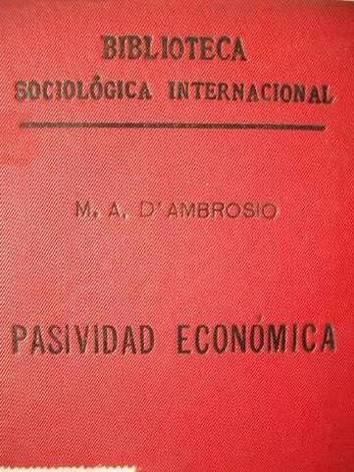 BIBLIOTECA
SOCIOLÓGICA INTERNACIONAL
M. A. D'AMBROSIO
PASIVIDAD ECONÓMICA